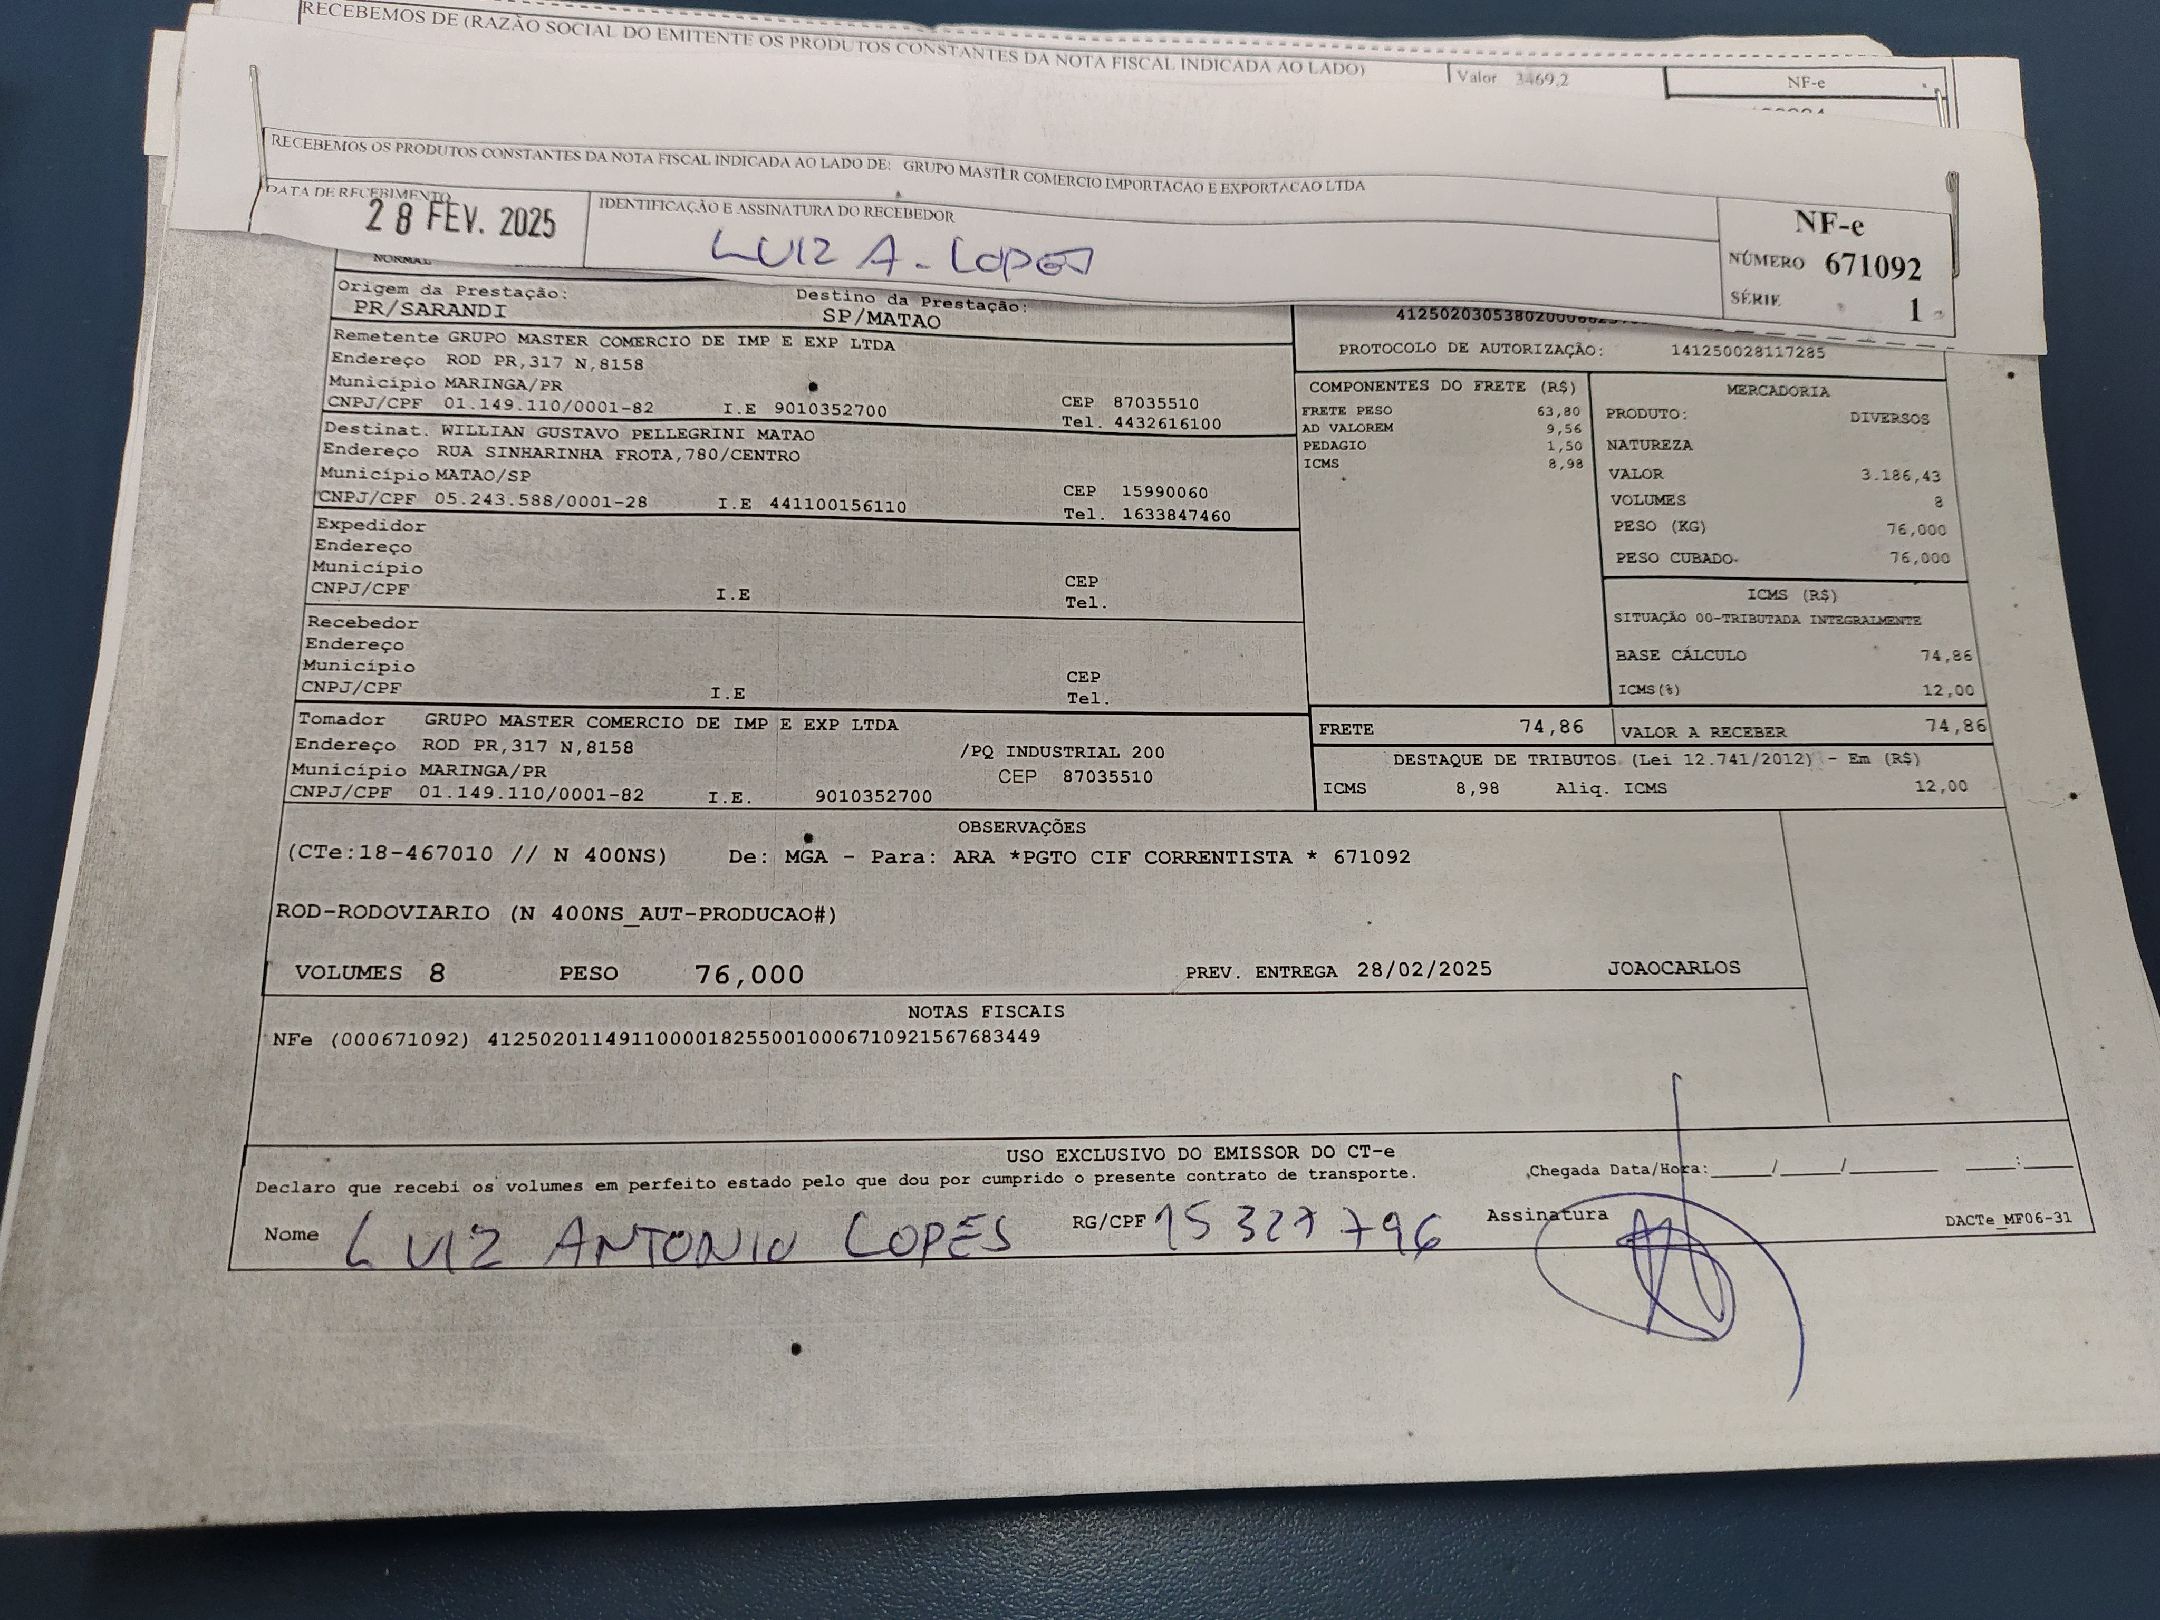 RECEBEMOS DE (RAZÃO SOCIAL DO EMITENTE OS PRODUTOS CONSTANTES DA NOTA FISCAL INDICADA AO LADO)
Valor 3469,2
NF-e
RECEBEMOS OS PRODUTOS CONSTANTES DA NOTA FISCAL INDICADA AO LADO DE: GRUPO MASTER COMERCIO IMPORTACAO E EXPORTACAO LTDA
DATA DE RECEBIMENTO
28 FEV. 2025
IDENTIFICAÇÃO E ASSINATURA DO RECEBEDOR
LUIZ A. LOPES
NF-e
NÚMERO 671092
SÉRIE 1
NORMAL
Origem da Prestação:
PR/SARANDI
Destino da Prestação:
SP/MATAO
Remetente GRUPO MASTER COMERCIO DE IMP E EXP LTDA
Endereço ROD PR,317 N,8158
Município MARINGA/PR
CEP 87035510
CNPJ/CPF 01.149.110/0001-82 I.E 9010352700
Tel. 4432616100
Destinat. WILLIAN GUSTAVO PELLEGRINI MATAO
Endereço RUA SINHARINHA FROTA,780/CENTRO
Município MATAO/SP
CEP 15990060
CNPJ/CPF 05.243.588/0001-28 I.E 441100156110
Tel. 1633847460
Expedidor
Endereço
Município
CEP
CNPJ/CPF I.E
Tel.
Recebedor
Endereço
Município
CEP
CNPJ/CPF I.E
Tel.
Tomador GRUPO MASTER COMERCIO DE IMP E EXP LTDA
Endereço ROD PR,317 N,8158 /PQ INDUSTRIAL 200
Município MARINGA/PR CEP 87035510
CNPJ/CPF 01.149.110/0001-82 I.E. 9010352700
PROTOCOLO DE AUTORIZAÇÃO: 141250028117285
COMPONENTES DO FRETE (R$)
FRETE PESO 63,80
AD VALOREM 9,56
PEDAGIO 1,50
ICMS 8,98
MERCADORIA
PRODUTO: DIVERSOS
NATUREZA
VALOR 3.186,43
VOLUMES 8
PESO (KG) 76,000
PESO CUBADO 76,000
ICMS (R$)
SITUAÇÃO 00-TRIBUTADA INTEGRALMENTE
BASE CÁLCULO 74,86
ICMS(%) 12,00
FRETE 74,86
VALOR A RECEBER 74,86
DESTAQUE DE TRIBUTOS (Lei 12.741/2012) - Em (R$)
ICMS 8,98 Aliq. ICMS 12,00
OBSERVAÇÕES
(CTe:18-467010 // N 400NS) De: MGA - Para: ARA *PGTO CIF CORRENTISTA * 671092
ROD-RODOVIARIO (N 400NS_AUT-PRODUCAO#)
VOLUMES 8 PESO 76,000 PREV. ENTREGA 28/02/2025 JOAOCARLOS
NOTAS FISCAIS
NFe (000671092) 41250201149110000182550010006710921567683449
USO EXCLUSIVO DO EMISSOR DO CT-e
Declaro que recebi os volumes em perfeito estado pelo que dou por cumprido o presente contrato de transporte.
Chegada Data/Hora:____/____/____ ____:____
Nome LUIZ ANTONIO LOPES RG/CPF 15 327 796 Assinatura
DACTe_MF06-31